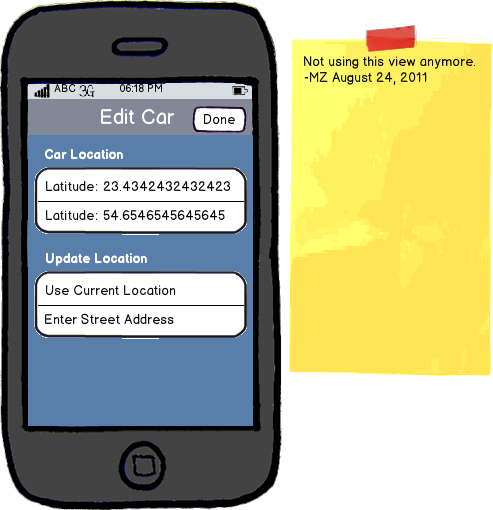 ABC 3G 06:18 PM
Edit Car
Done
Car Location
Latitude: 23.4342432432423
Latitude: 54.6546545645645
Update Location
Use Current Location
Enter Street Address
Not using this view anymore.
-MZ August 24, 2011